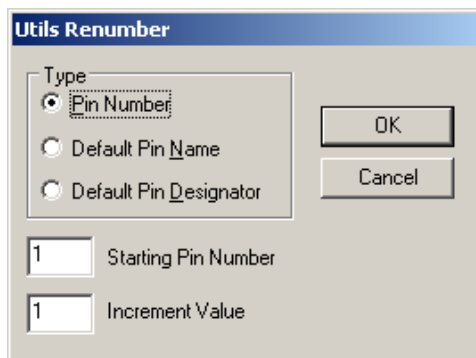 Utils Renumber
Type
Pin Number
Default Pin Name
Default Pin Designator
OK
Cancel
1 Starting Pin Number
1 Increment Value